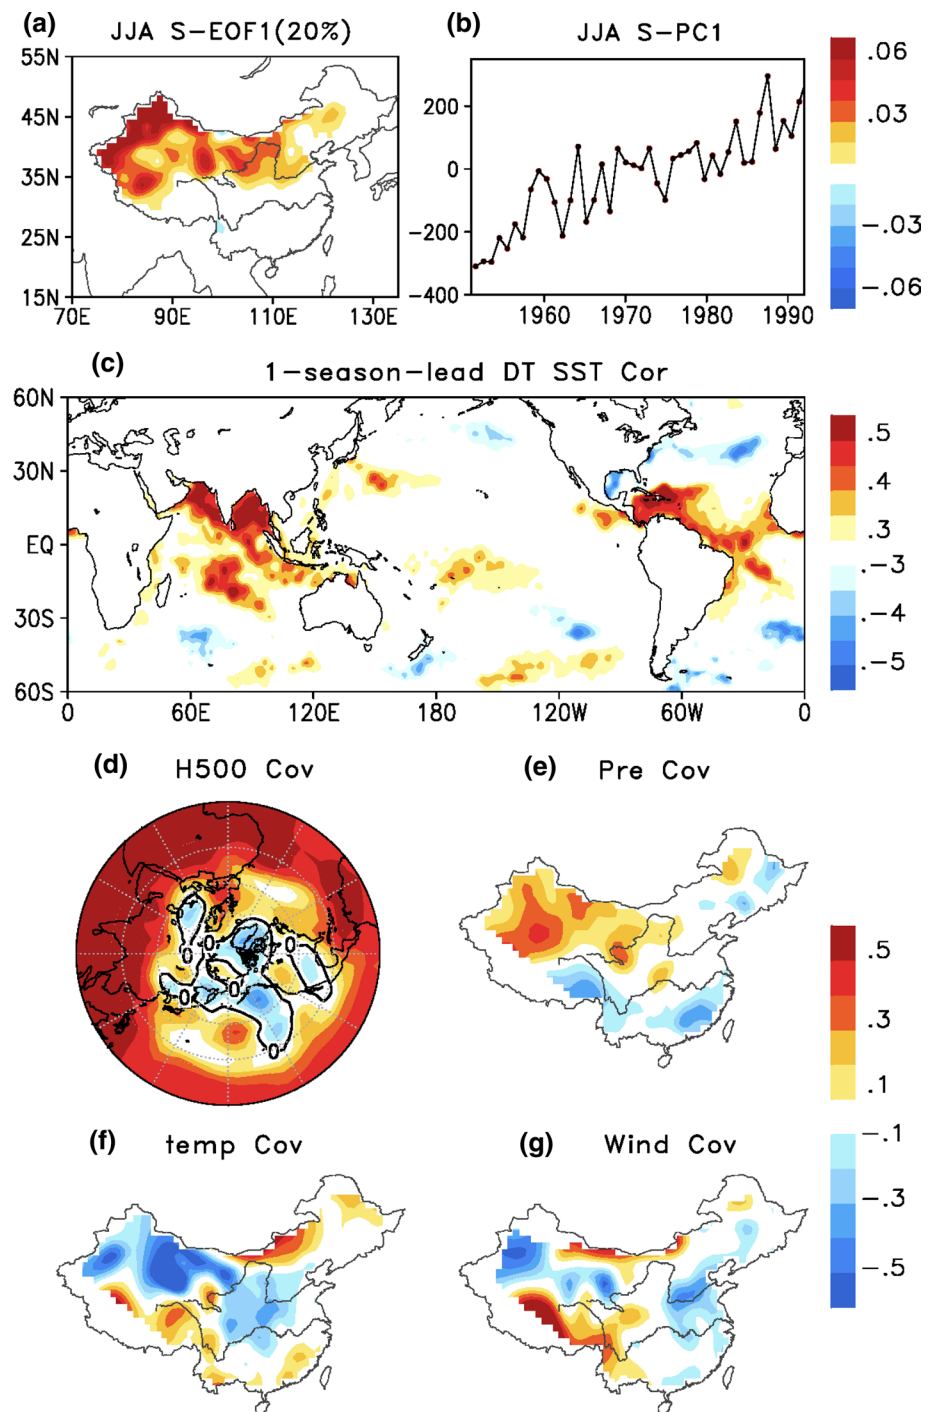 (a) JJA S-EOF1(20%)
(b) JJA S-PC1
55N
45N
35N
25N
15N
70E 90E 110E 130E
200
0
−200
−400
1960 1970 1980 1990
.06
.03
−.03
−.06
(c) 1-season-lead DT SST Cor
60N
30N
EQ
30S
60S
0 60E 120E 180 120W 60W 0
.5
.4
.3
−.3
−.4
−.5
(d) H500 Cov
0 0 0
0 0
0
(e) Pre Cov
(f) temp Cov
(g) Wind Cov
.5
.3
.1
−.1
−.3
−.5